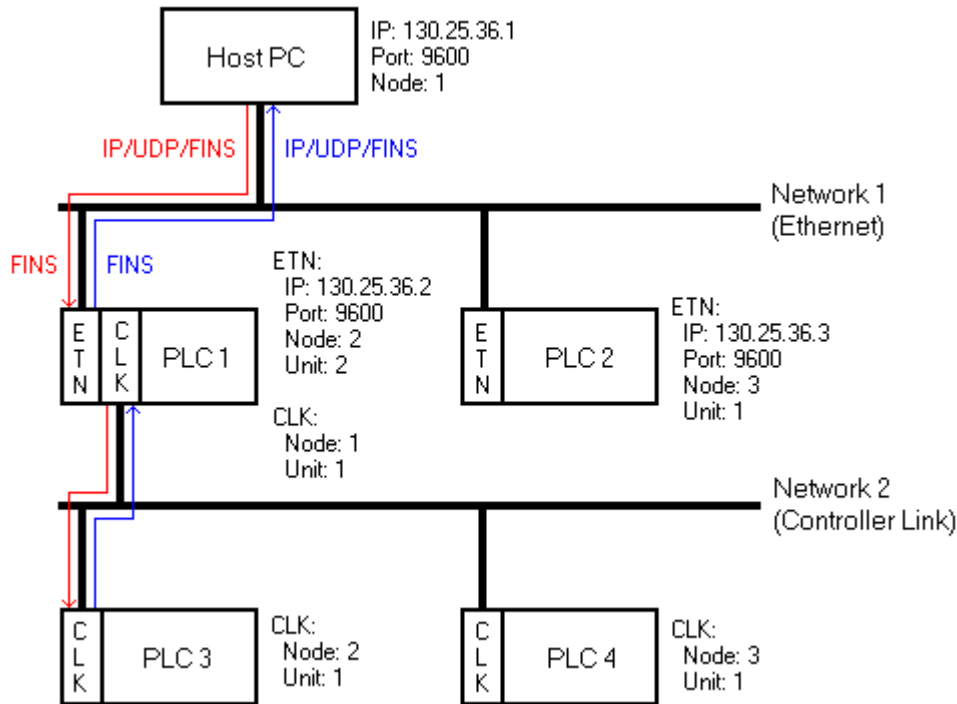 Host PC
IP: 130.25.36.1
Port: 9600
Node: 1
IP/UDP/FINS
IP/UDP/FINS
Network 1
(Ethernet)
FINS
FINS
ETN
CLK
PLC 1
ETN:
IP: 130.25.36.2
Port: 9600
Node: 2
Unit: 2
CLK:
Node: 1
Unit: 1
ETN
PLC 2
ETN:
IP: 130.25.36.3
Port: 9600
Node: 3
Unit: 1
Network 2
(Controller Link)
CLK
PLC 3
CLK:
Node: 2
Unit: 1
CLK
PLC 4
CLK:
Node: 3
Unit: 1